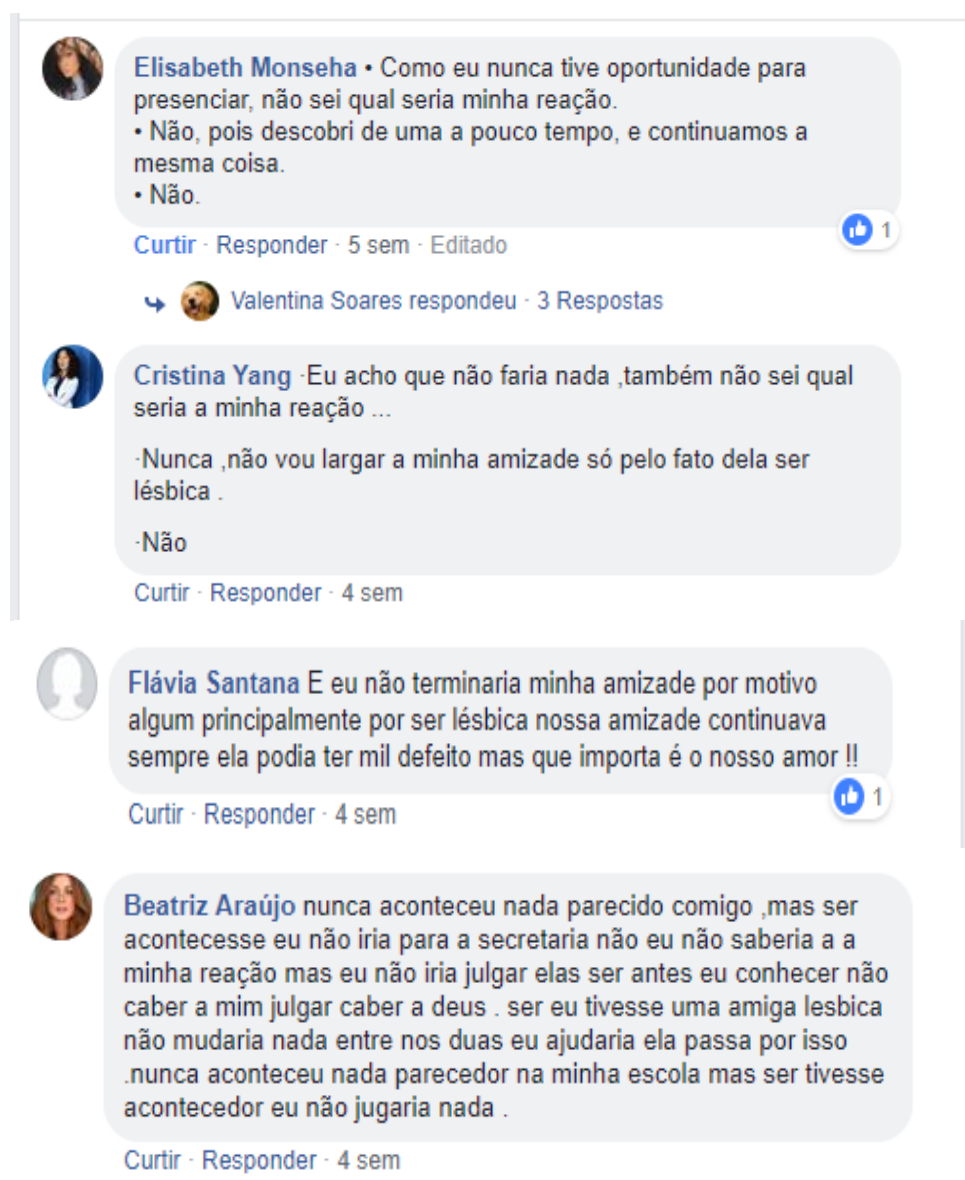 Elisabeth Monseha • Como eu nunca tive oportunidade para
presenciar, não sei qual seria minha reação.
• Não, pois descobri de uma a pouco tempo, e continuamos a
mesma coisa.
• Não.
1
Curtir · Responder · 5 sem · Editado
Valentina Soares respondeu · 3 Respostas
Cristina Yang ·Eu acho que não faria nada ,também não sei qual
seria a minha reação ...
·Nunca ,não vou largar a minha amizade só pelo fato dela ser
lésbica .
·Não
Curtir · Responder · 4 sem
Flávia Santana E eu não terminaria minha amizade por motivo
algum principalmente por ser lésbica nossa amizade continuava
sempre ela podia ter mil defeito mas que importa é o nosso amor !!
1
Curtir · Responder · 4 sem
Beatriz Araújo nunca aconteceu nada parecido comigo ,mas ser
acontecesse eu não iria para a secretaria não eu não saberia a a
minha reação mas eu não iria julgar elas ser antes eu conhecer não
caber a mim julgar caber a deus . ser eu tivesse uma amiga lesbica
não mudaria nada entre nos duas eu ajudaria ela passa por isso
.nunca aconteceu nada parecedor na minha escola mas ser tivesse
acontecedor eu não jugaria nada .
Curtir · Responder · 4 sem